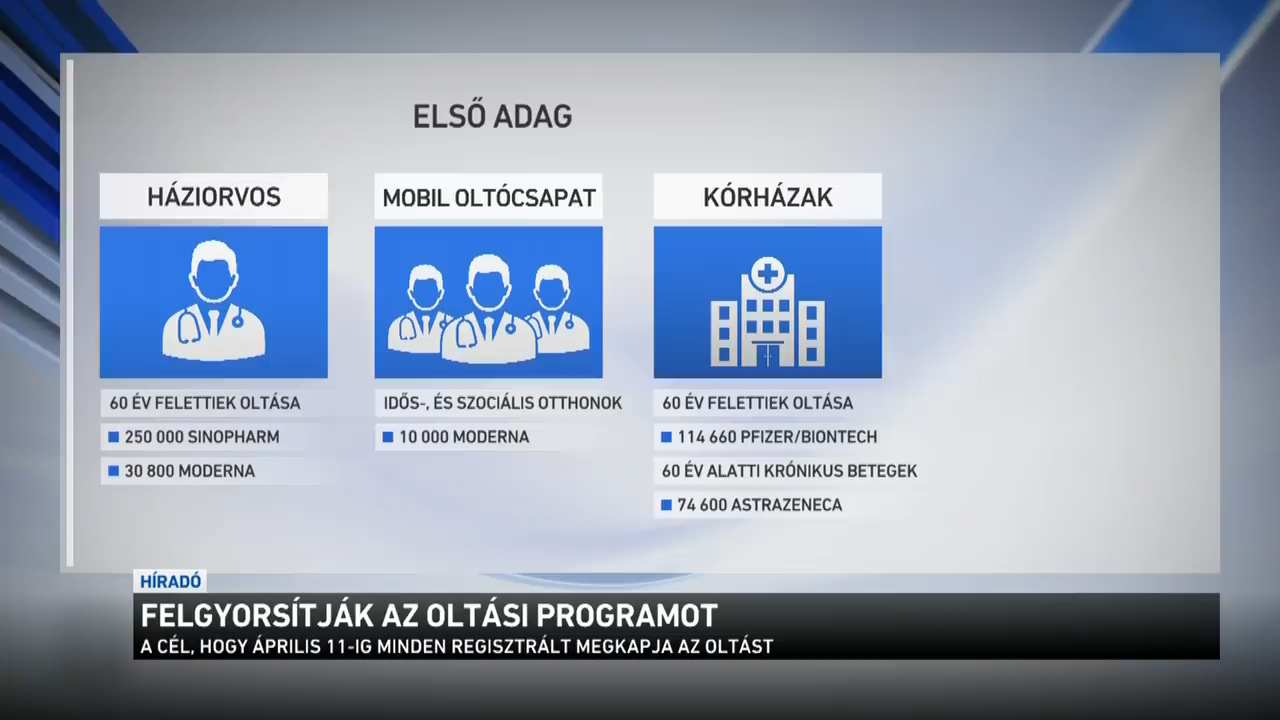 ELSŐ ADAG
HÁZIORVOS
60 ÉV FELETTIEK OLTÁSA
250 000 SINOPHARM
30 800 MODERNA
MOBIL OLTÓCSAPAT
IDŐS-, ÉS SZOCIÁLIS OTTHONOK
10 000 MODERNA
KÓRHÁZAK
60 ÉV FELETTIEK OLTÁSA
114 660 PFIZER/BIONTECH
60 ÉV ALATTI KRÓNIKUS BETEGEK
74 600 ASTRAZENECA
HÍRADÓ
FELGYORSÍTJÁK AZ OLTÁSI PROGRAMOT
A CÉL, HOGY ÁPRILIS 11-IG MINDEN REGISZTRÁLT MEGKAPJA AZ OLTÁST